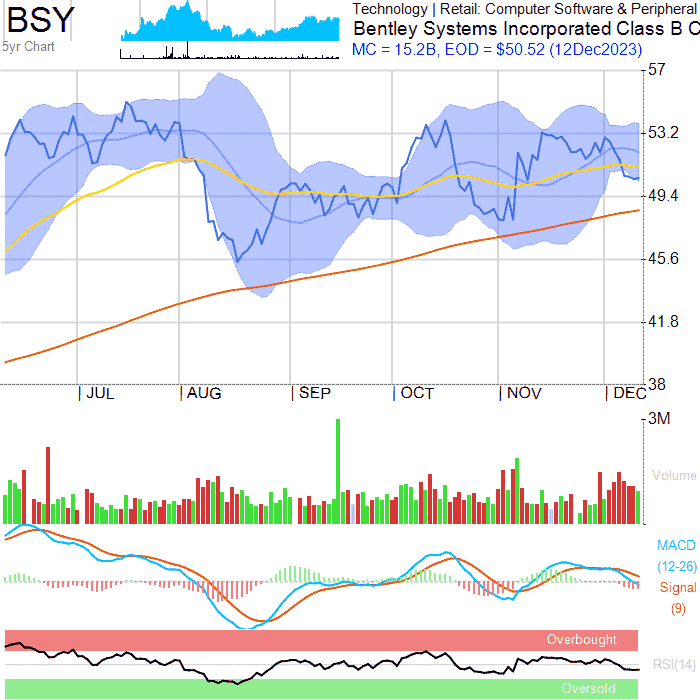 BSY
5yr Chart
Technology | Retail: Computer Software & Peripheral
Bentley Systems Incorporated Class B C
MC = 15.2B, EOD = $50.52 (12Dec2023)
57
53.2
49.4
45.6
41.8
38
| JUL | AUG | SEP | OCT | NOV | DEC
3M
Volume
MACD
(12-26)
Signal
(9)
Overbought
RSI(14)
Oversold